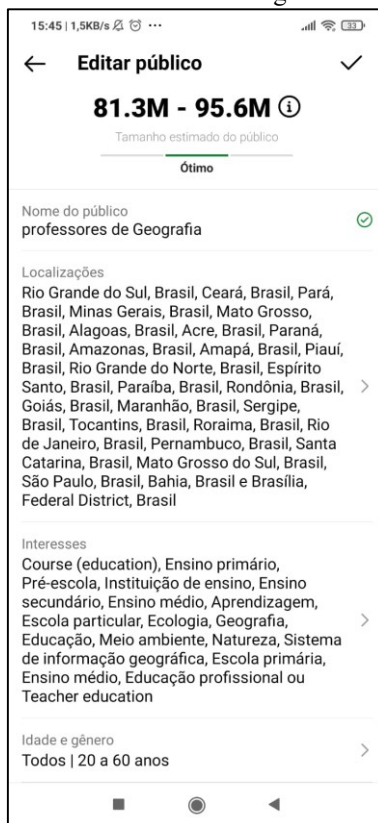 15:45 | 1,5KB/s ...
33
Editar público
81.3M - 95.6M
Tamanho estimado do público
Ótimo
Nome do público
professores de Geografia
Localizações
Rio Grande do Sul, Brasil, Ceará, Brasil, Pará,
Brasil, Minas Gerais, Brasil, Mato Grosso,
Brasil, Alagoas, Brasil, Acre, Brasil, Paraná,
Brasil, Amazonas, Brasil, Amapá, Brasil, Piauí,
Brasil, Rio Grande do Norte, Brasil, Espírito
Santo, Brasil, Paraíba, Brasil, Rondônia, Brasil,
Goiás, Brasil, Maranhão, Brasil, Sergipe,
Brasil, Tocantins, Brasil, Roraima, Brasil, Rio
de Janeiro, Brasil, Pernambuco, Brasil, Santa
Catarina, Brasil, Mato Grosso do Sul, Brasil,
São Paulo, Brasil, Bahia, Brasil e Brasília,
Federal District, Brasil
Interesses
Course (education), Ensino primário,
Pré-escola, Instituição de ensino, Ensino
secundário, Ensino médio, Aprendizagem,
Escola particular, Ecologia, Geografia,
Educação, Meio ambiente, Natureza, Sistema
de informação geográfica, Escola primária,
Ensino médio, Educação profissional ou
Teacher education
Idade e gênero
Todos | 20 a 60 anos